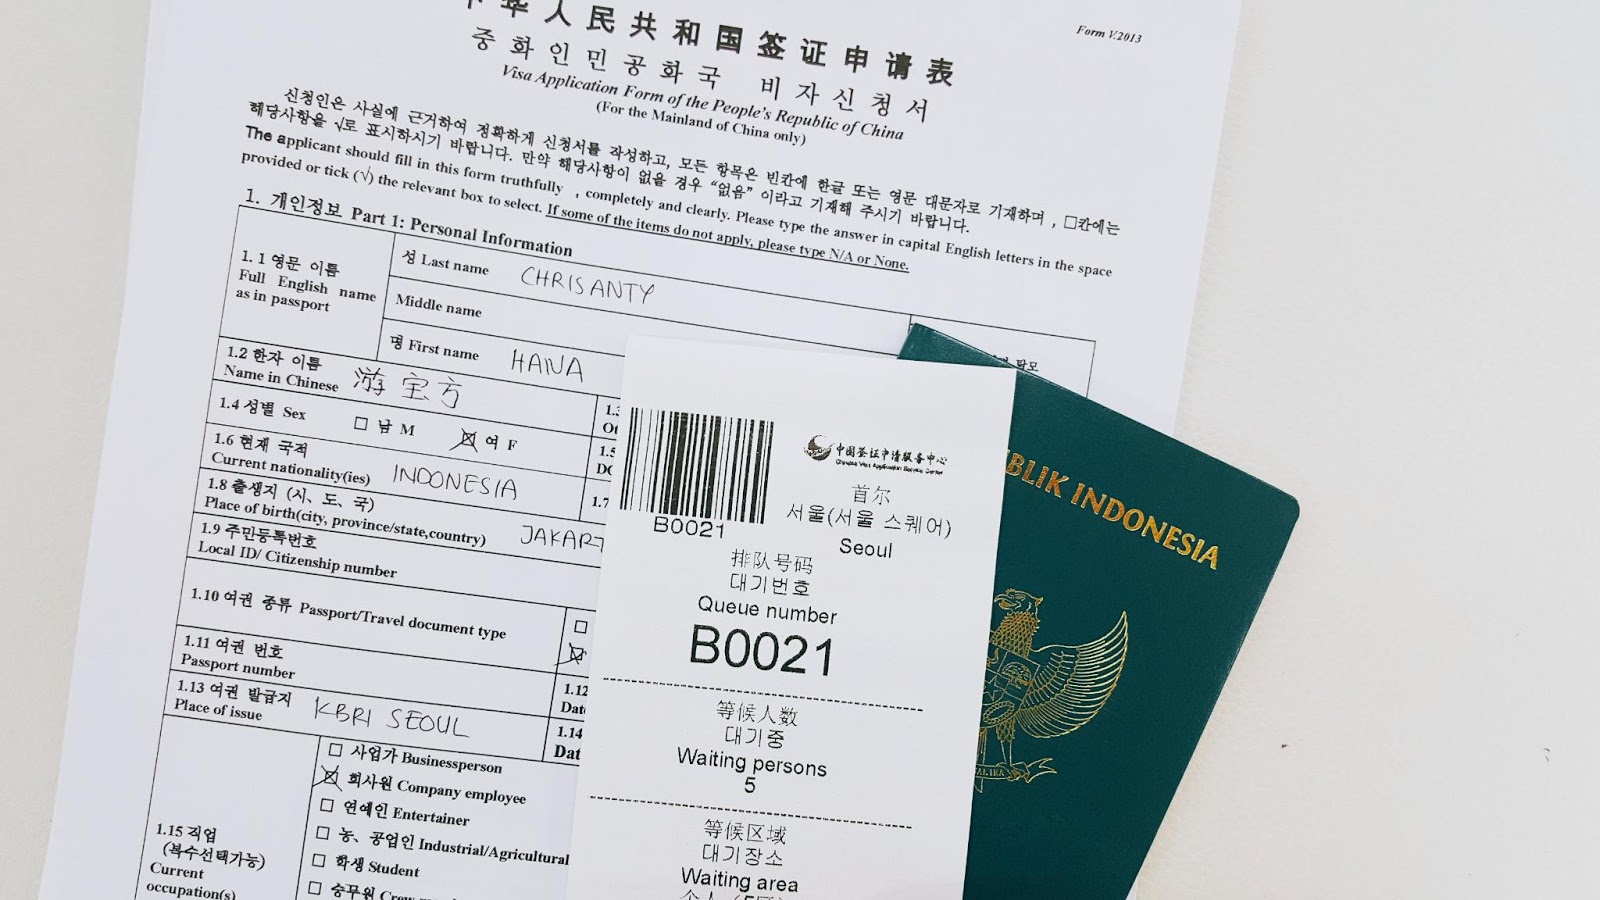 中华人民共和国签证申请表
Form V.2013
중화인민공화국 비자신청서
Visa Application Form of the People's Republic of China
(For the Mainland of China only)
신청인은 사실에 근거하여 정확하게 신청서를 작성하고, 모든 항목은 빈칸에 한글 또는 영문 대문자로 기재하며 , □칸에는
해당사항을 √로 표시하시기 바랍니다. 만약 해당사항이 없을 경우 "없음" 이라고 기재해 주시기 바랍니다.
The applicant should fill in this form truthfully , completely and clearly. Please type the answer in capital English letters in the space
provided or tick (√) the relevant box to select. If some of the items do not apply, please type N/A or None.
1. 개인정보 Part 1: Personal Information
1. 1 영문 이름
Full English name
as in passport
성 Last name CHRISANTY
Middle name
명 First name HANA
1.2 한자 이름
Name in Chinese 游宝方
1.4 성별 Sex □ 남 M ☒ 여 F
1.6 현재 국적
Current nationality(ies) INDONESIA
1.7
1.8 출생지 (시、도、국)
Place of birth(city, province/state,country) JAKART
1.9 주민등록번호
Local ID/ Citizenship number
1.10 여권 종류 Passport/Travel document type
1.11 여권 번호
Passport number
1.12
1.13 여권 발급지
Place of issue KBRI SEOUL
1.14
1.15 직업
(복수선택가능)
Current
occupation(s)
□ 사업가 Businessperson
☒ 회사원 Company employee
□ 연예인 Entertainer
□ 농、공업인 Industrial/Agricultural
□ 학생 Student
□ 승무원
B0021
中国签证申请服务中心
Chinese Visa Application Service Center
首尔
서울(서울 스퀘어)
Seoul
排队号码
대기번호
Queue number
B0021
等候人数
대기중
Waiting persons
5
等候区域
대기장소
Waiting area
BLIK INDONESIA